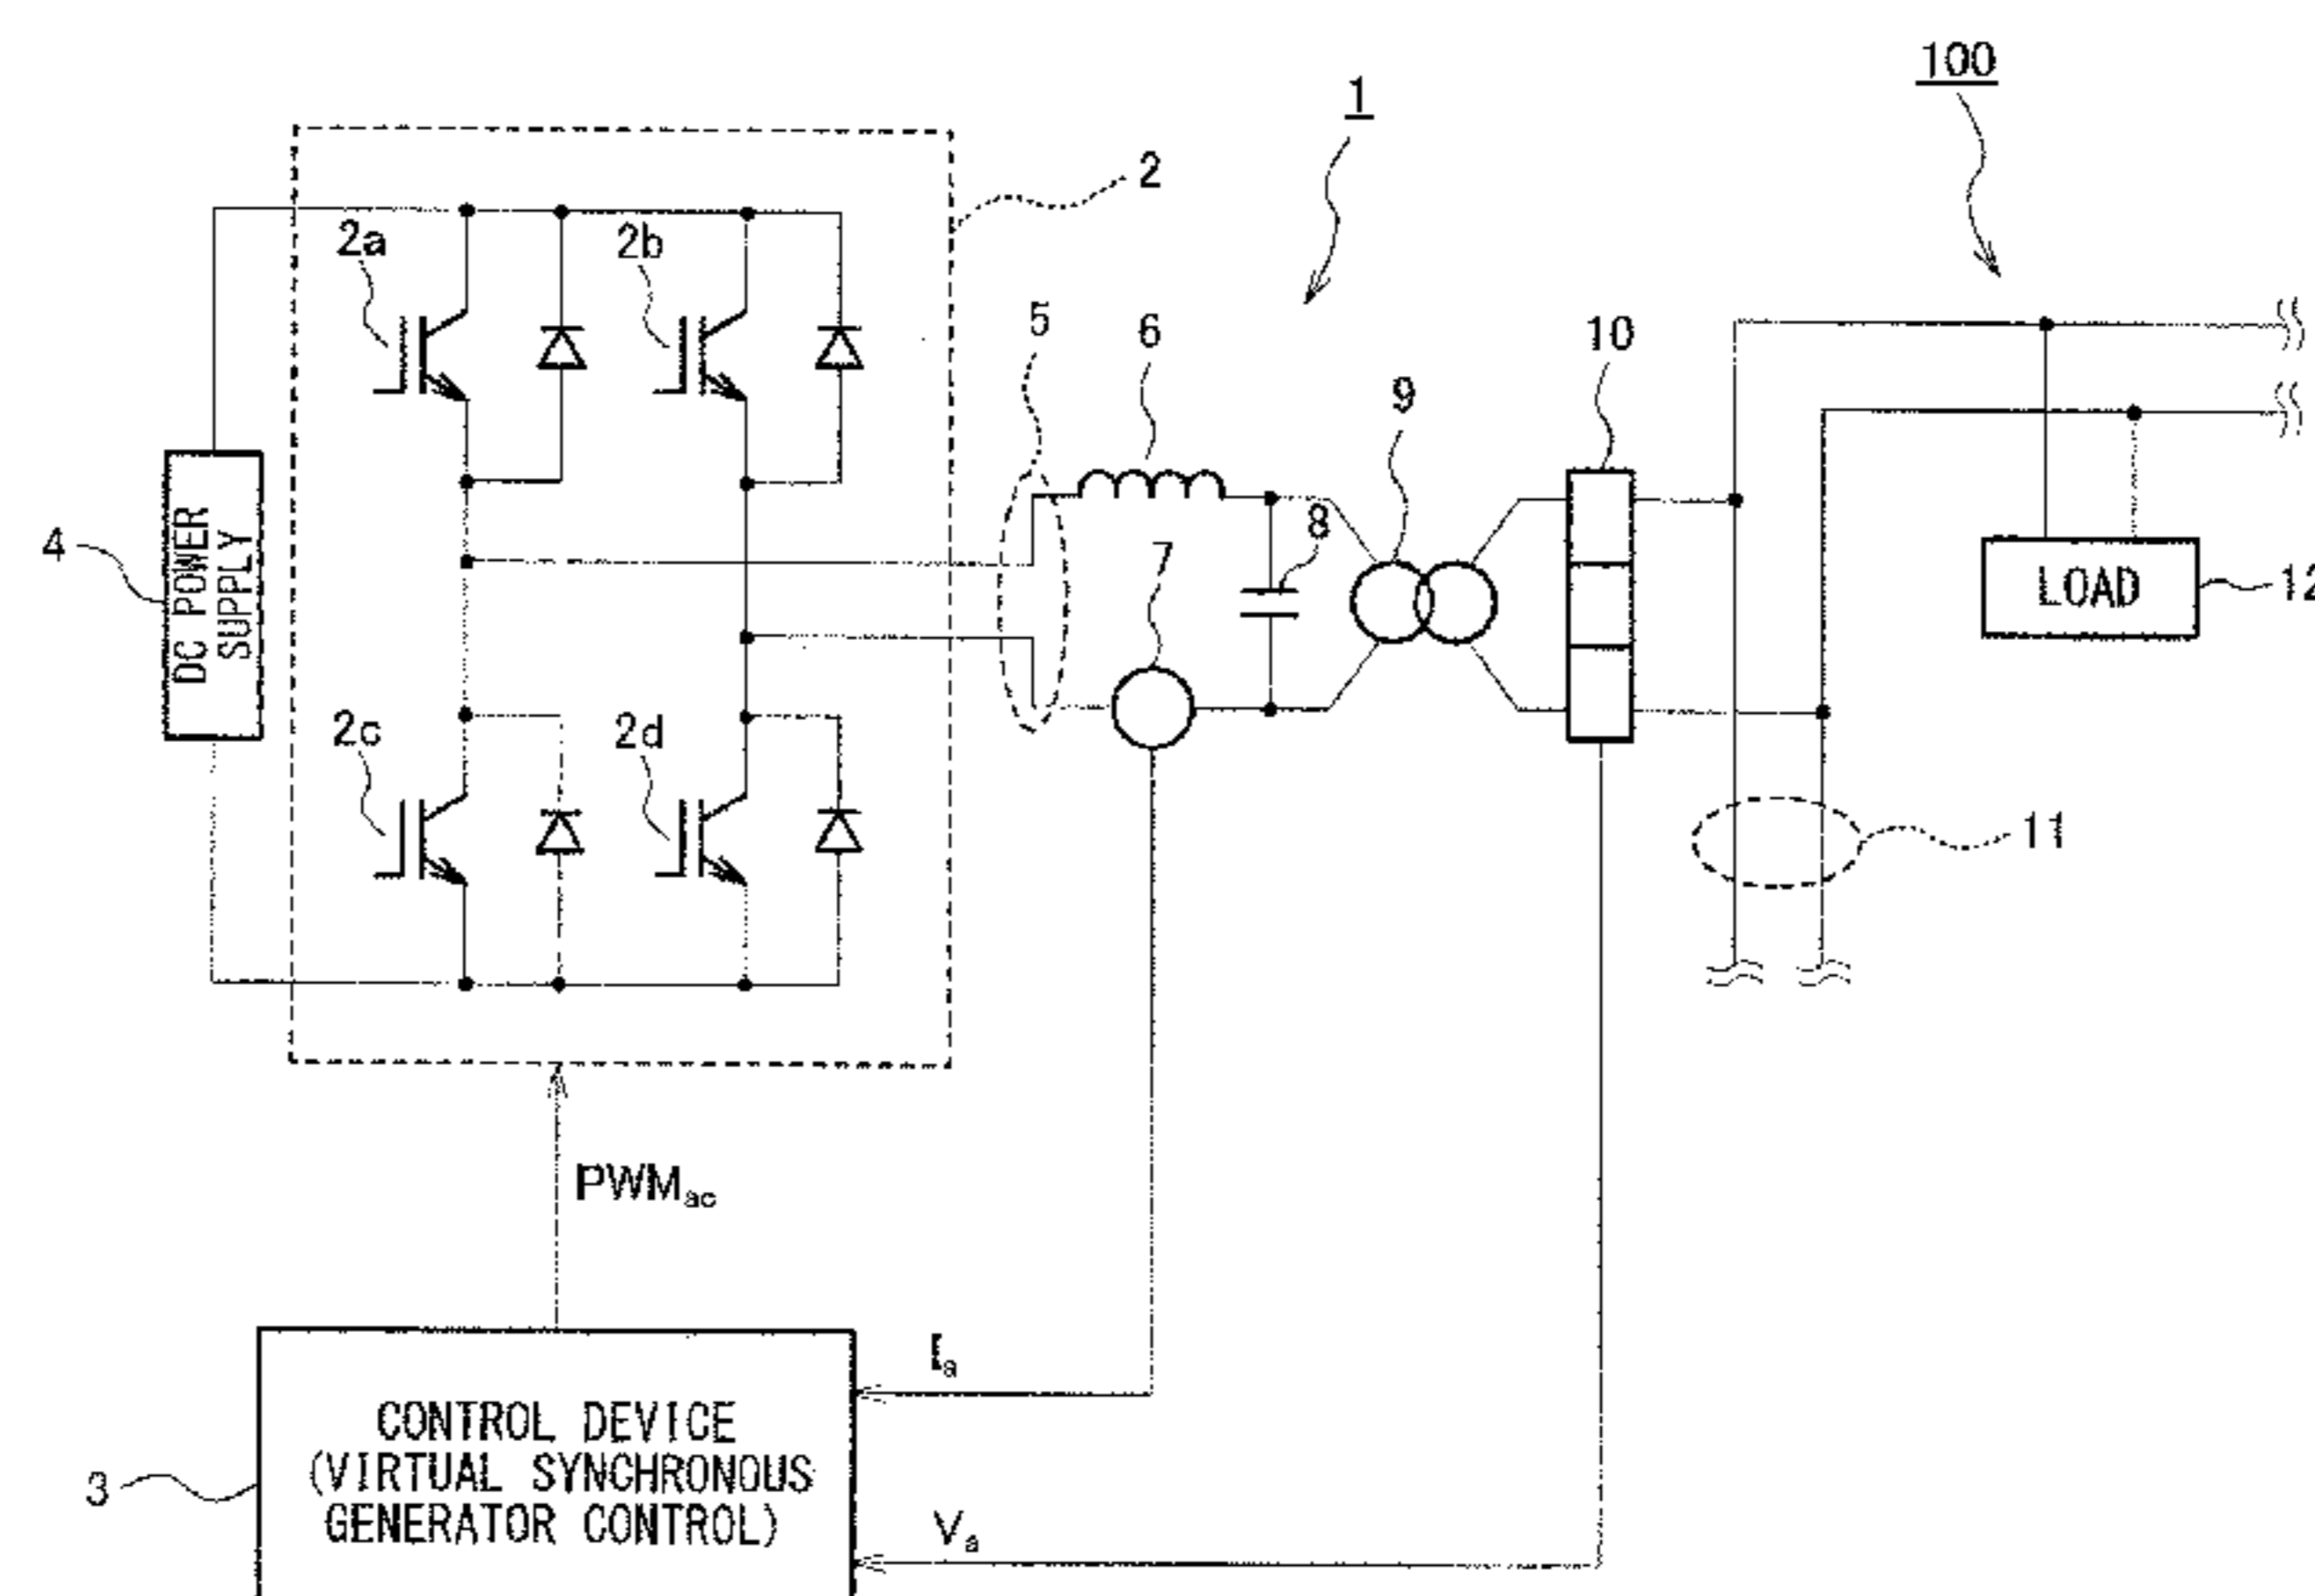 100
1
2
2a
2b
5
6
10
9
8
4
DC POWER
SUPPLY
7
LOAD
12
2c
2d
11
PWMac
Ia
CONTROL DEVICE
(VIRTUAL SYNCHRONOUS
GENERATOR CONTROL)
3
Va